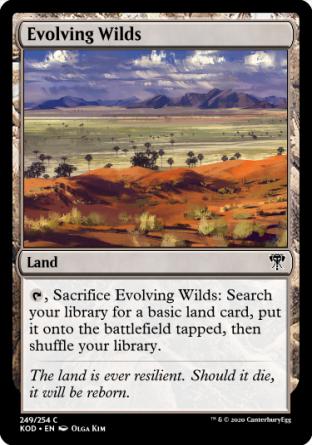 Evolving Wilds
Land
, Sacrifice Evolving Wilds: Search
your library for a basic land card, put
it onto the battlefield tapped, then
shuffle your library.
The land is ever resilient. Should it die,
it will be reborn.
249/254 C
KOD • EN Olga Kim
™ & © 2020 CanterburyEgg